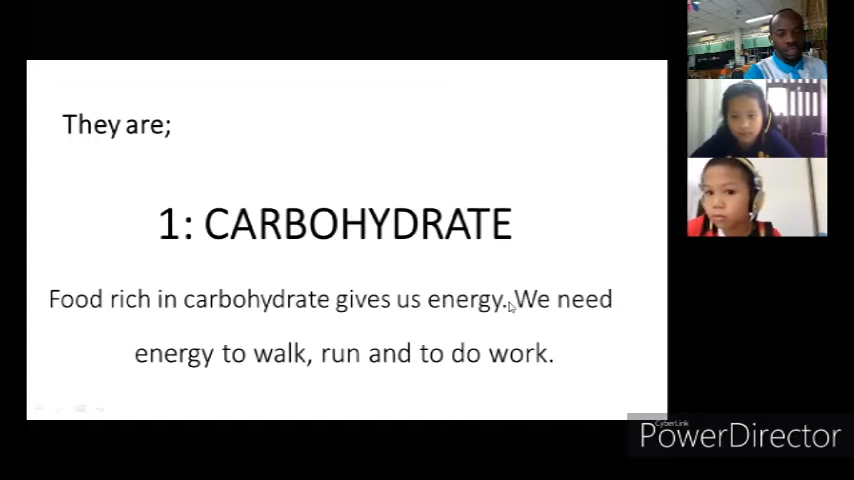 They are;
1: CARBOHYDRATE
Food rich in carbohydrate gives us energy. We need
energy to walk, run and to do work.
CyberLink
PowerDirector